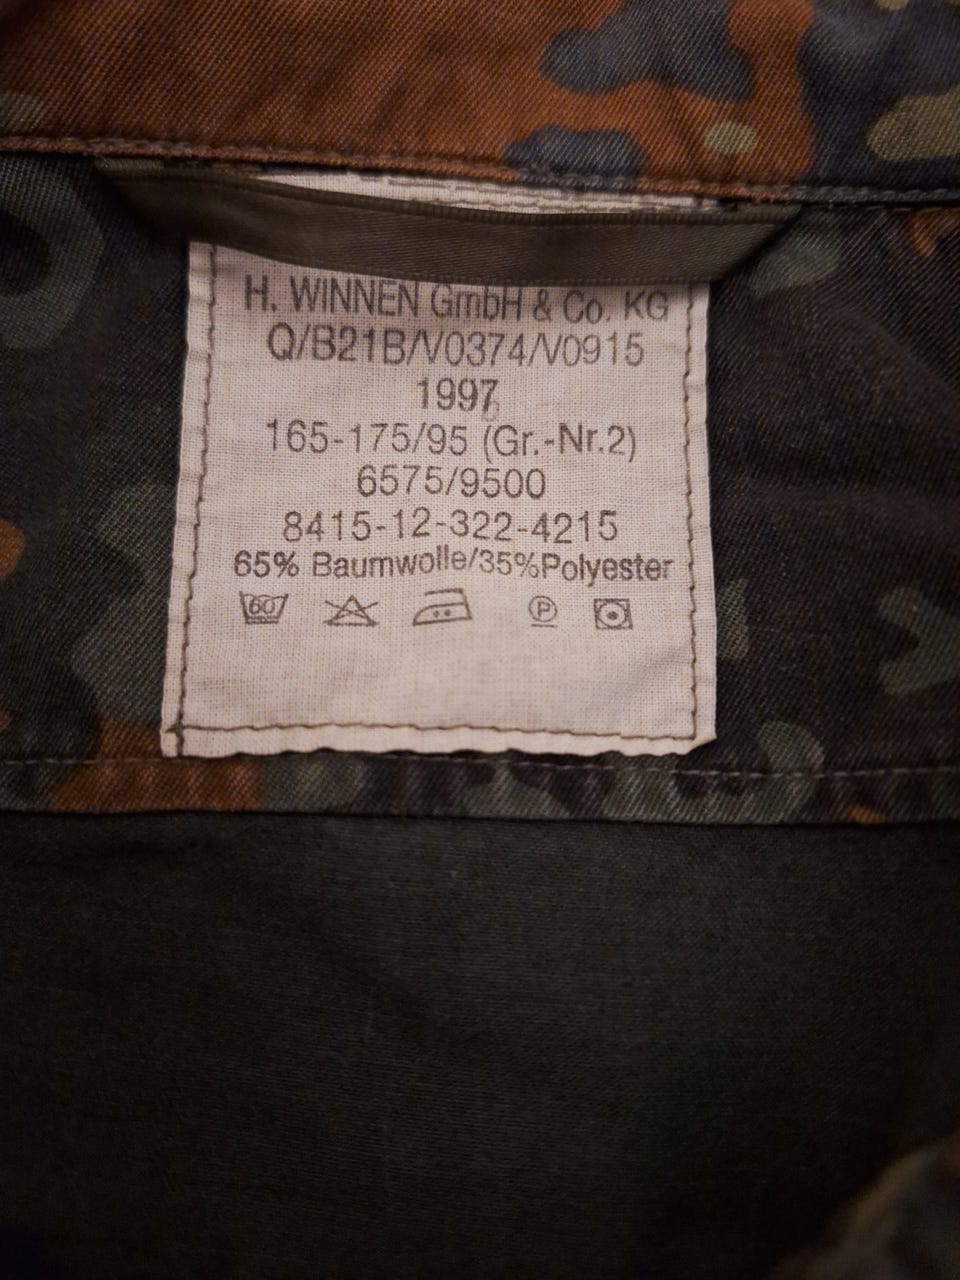 H. WINNEN GmbH & Co. KG
Q/B21B/V0374/V0915
1997
165-175/95 (Gr.-Nr.2)
6575/9500
8415-12-322-4215
65% Baumwolle/35%Polyester
60 P